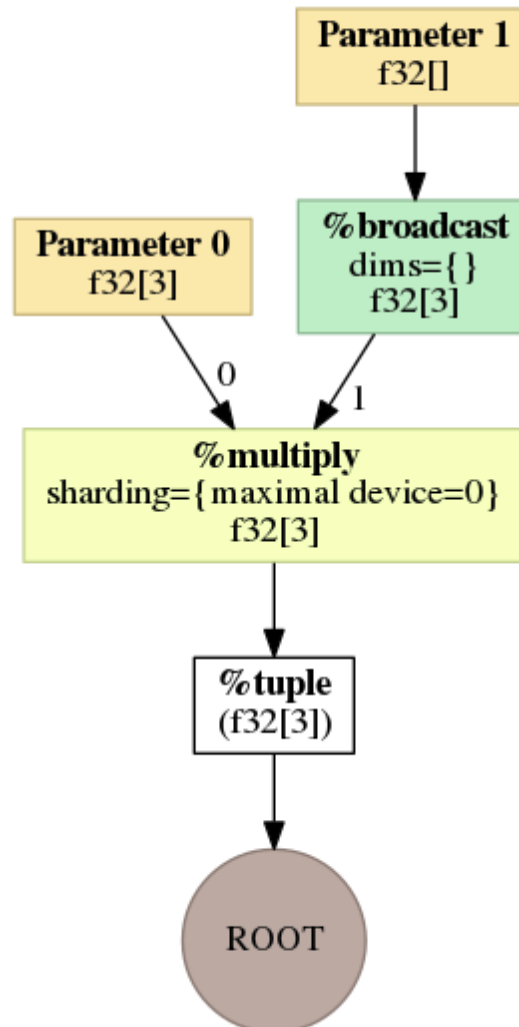 Parameter 1
f32[]
%broadcast
dims={}
f32[3]
Parameter 0
f32[3]
0
1
%multiply
sharding={maximal device=0}
f32[3]
%tuple
(f32[3])
ROOT